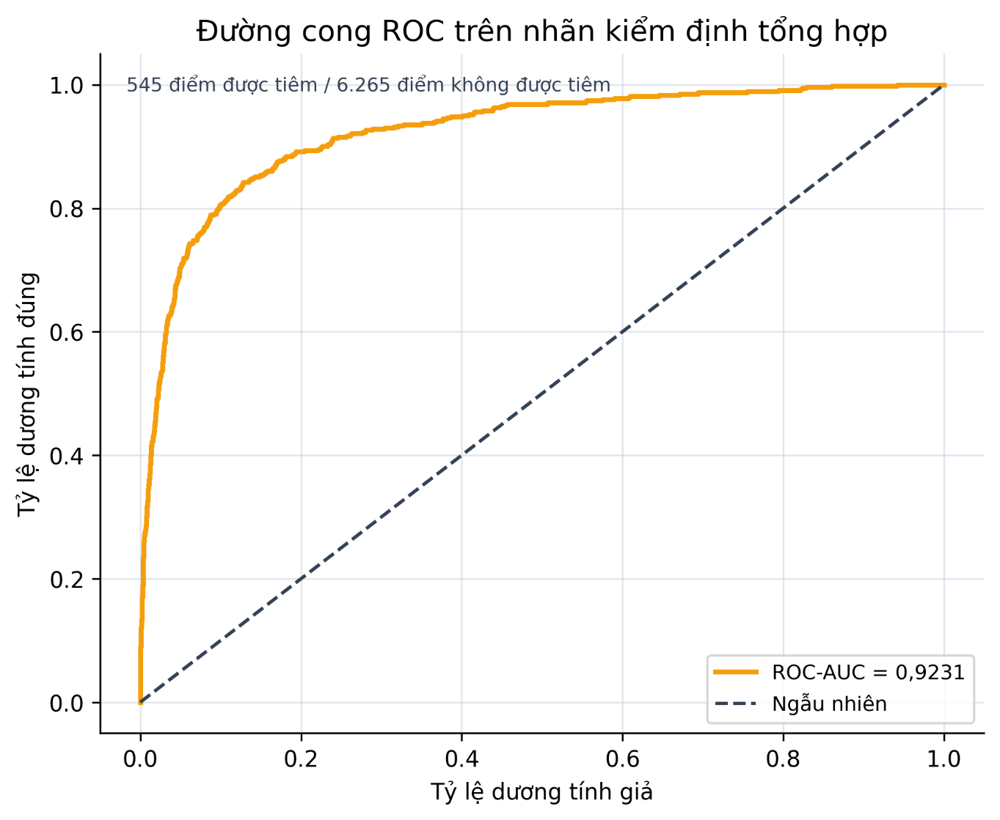 Đường cong ROC trên nhãn kiểm định tổng hợp
545 điểm được tiêm / 6.265 điểm không được tiêm
Tỷ lệ dương tính đúng
1.0
0.8
0.6
0.4
0.2
0.0
0.0 0.2 0.4 0.6 0.8 1.0
Tỷ lệ dương tính giả
ROC-AUC = 0,9231
Ngẫu nhiên